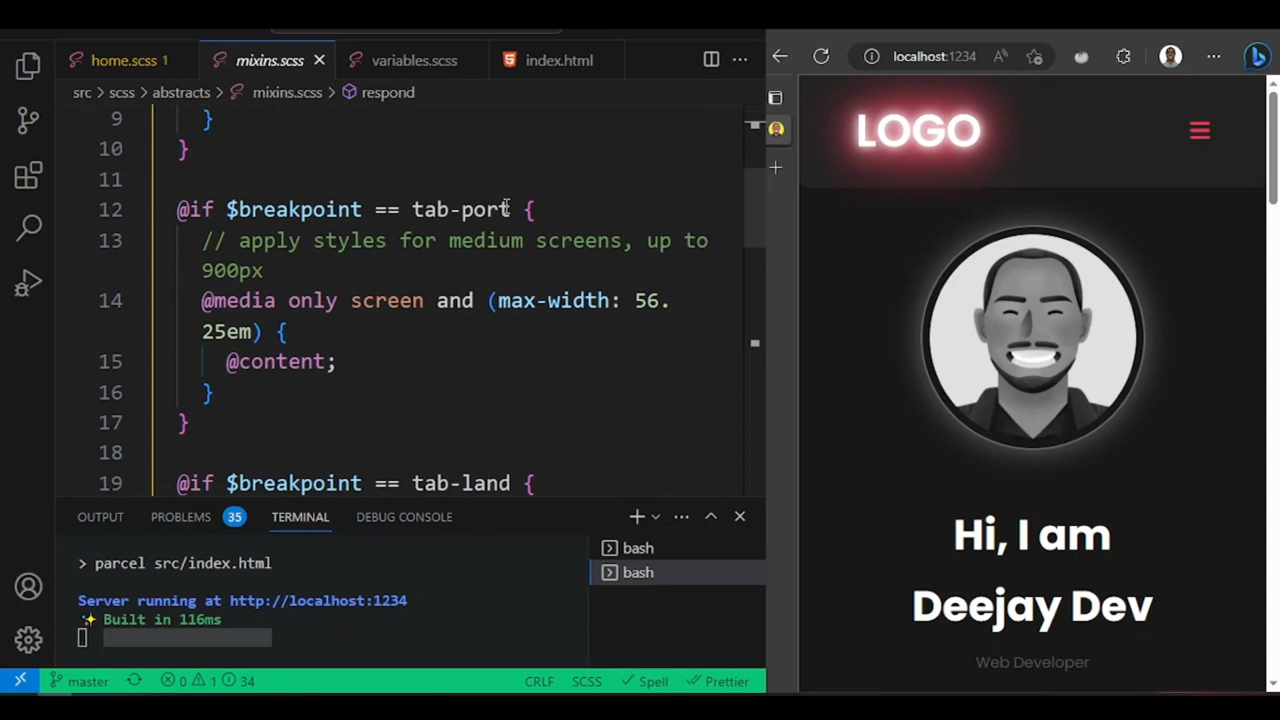 home.scss 1
mixins.scss
variables.scss
index.html
src > scss > abstracts > mixins.scss > respond
9 }
10 }
11
12 @if $breakpoint == tab-port {
13 // apply styles for medium screens, up to
900px
14 @media only screen and (max-width: 56.
25em) {
15 @content;
16 }
17 }
18
19 @if $breakpoint == tab-land {
OUTPUT PROBLEMS 35 TERMINAL DEBUG CONSOLE
> parcel src/index.html
Server running at http://localhost:1234
✨ Built in 116ms
bash
bash
master 0 1 34 CRLF SCSS Spell Prettier
localhost:1234
LOGO
Hi, I am
Deejay Dev
Web Developer